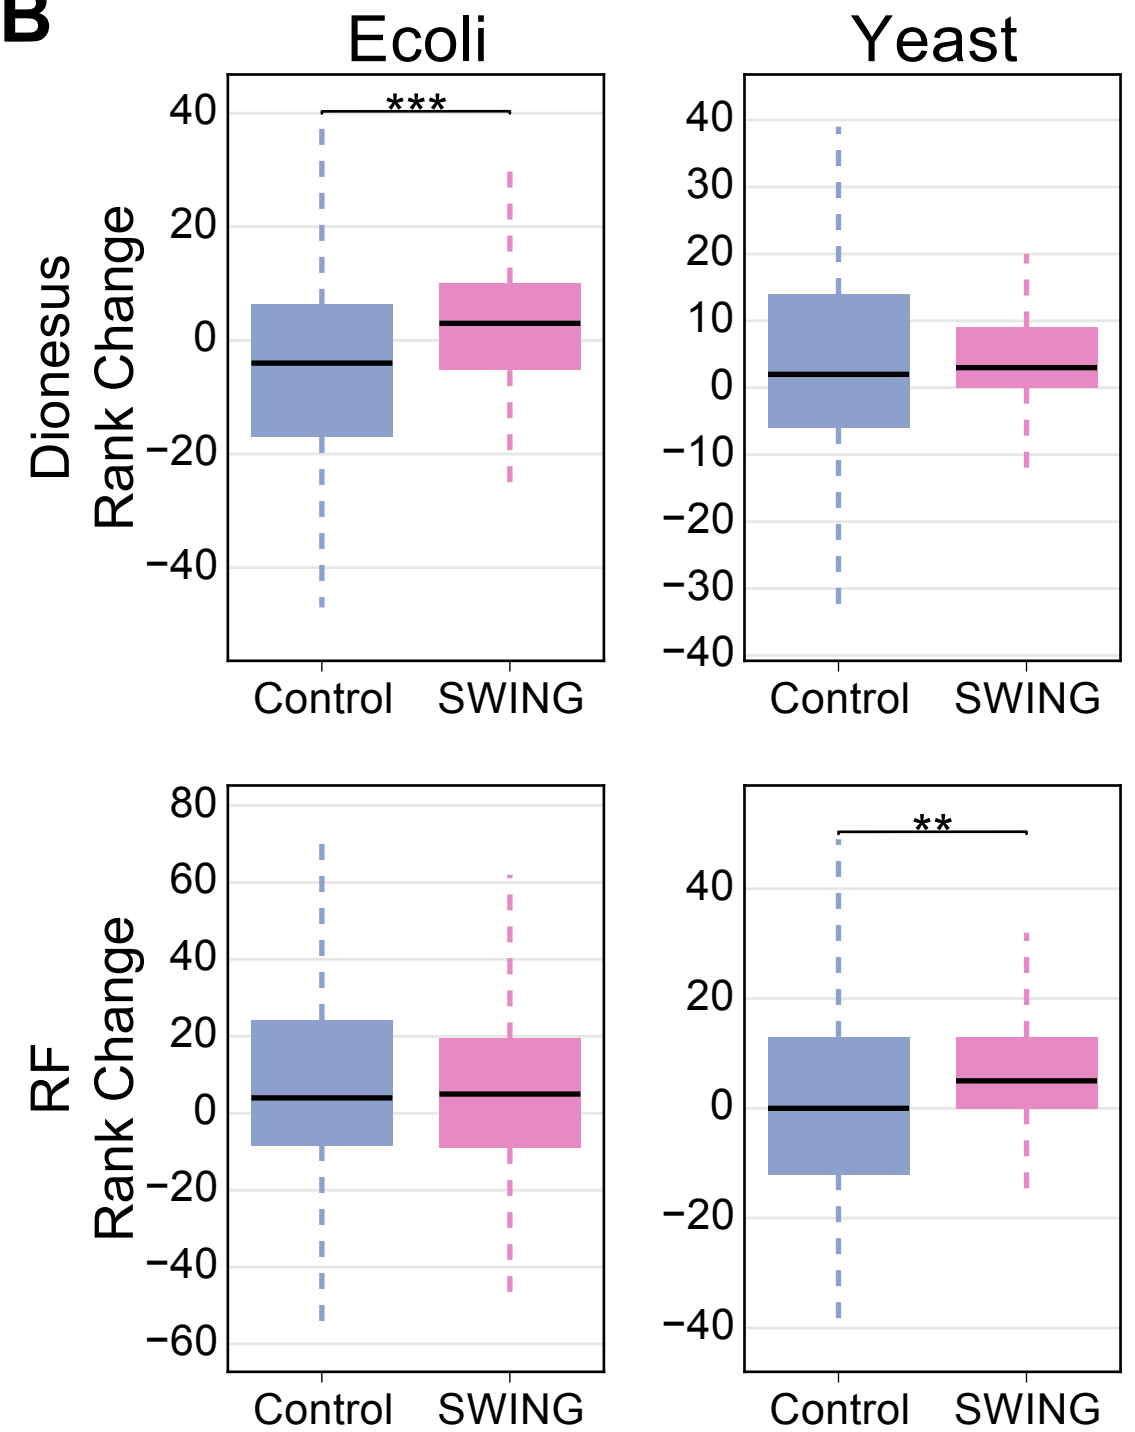 B
Ecoli
Yeast
Dionesus
Rank Change
40
20
0
−20
−40
***
Control
SWING
40
30
20
10
0
−10
−20
−30
−40
Control
SWING
RF
Rank Change
80
60
40
20
0
−20
−40
−60
Control
SWING
**
40
20
0
−20
−40
Control
SWING